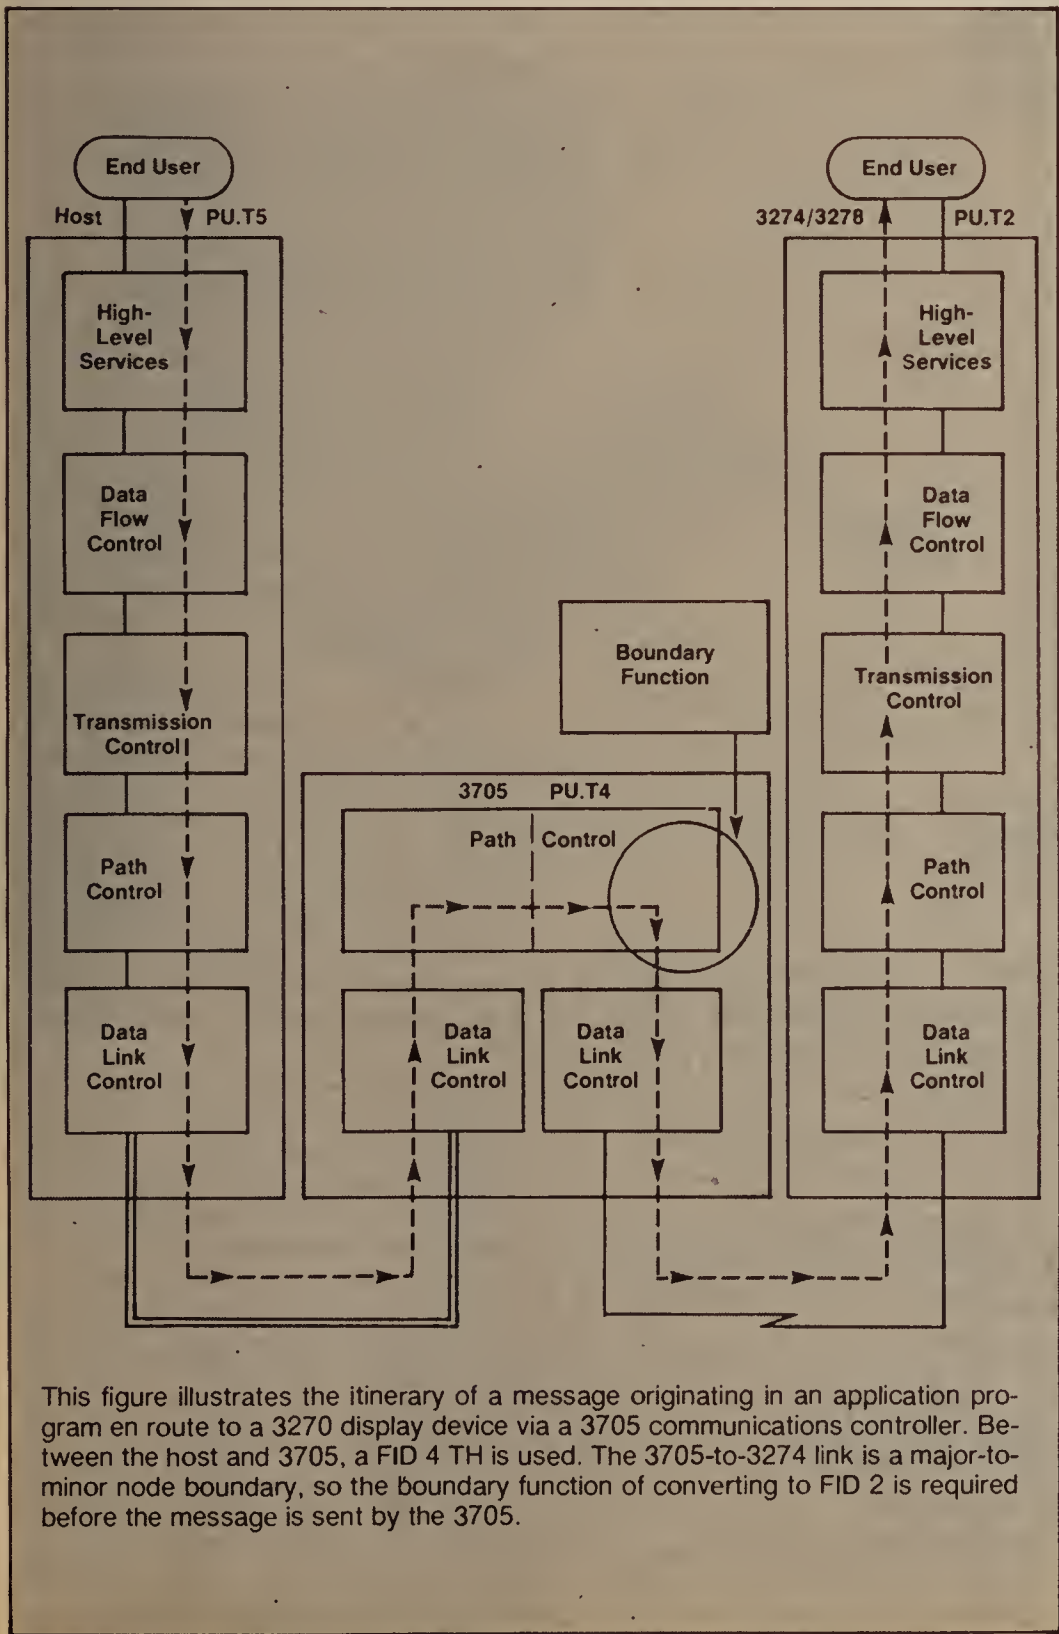 End User
Host
PU.T5
High-
Level
Services
Data
Flow
Control
Transmission
Control
Path
Control
Data
Link
Control
Boundary
Function
3705 PU.T4
Path Control
Data
Link
Control
Data
Link
Control
End User
3274/3278
PU.T2
High-
Level
Services
Data
Flow
Control
Transmission
Control
Path
Control
Data
Link
Control
This figure illustrates the itinerary of a message originating in an application pro-
gram en route to a 3270 display device via a 3705 communications controller. Be-
tween the host and 3705, a FID 4 TH is used. The 3705-to-3274 link is a major-to-
minor node boundary, so the boundary function of converting to FID 2 is required
before the message is sent by the 3705.